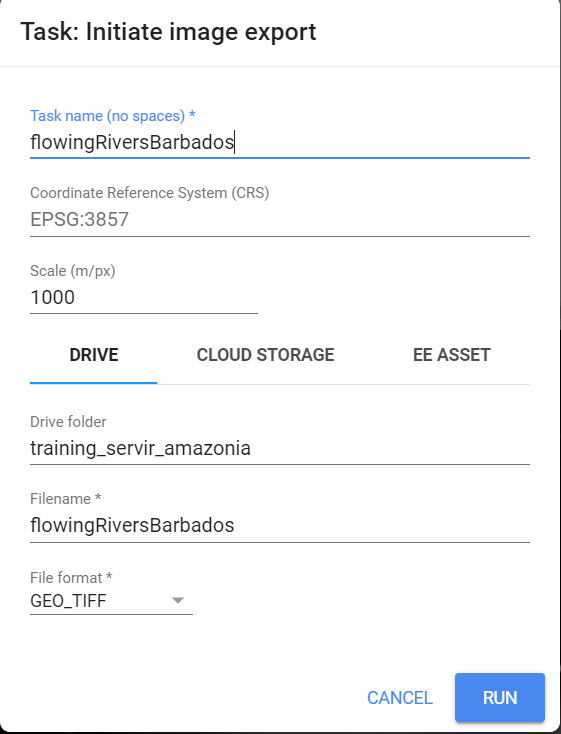 Task: Initiate image export
Task name (no spaces) *
flowingRiversBarbados
Coordinate Reference System (CRS)
EPSG:3857
Scale (m/px)
1000
DRIVE CLOUD STORAGE EE ASSET
Drive folder
training_servir_amazonia
Filename *
flowingRiversBarbados
File format *
GEO_TIFF
CANCEL RUN